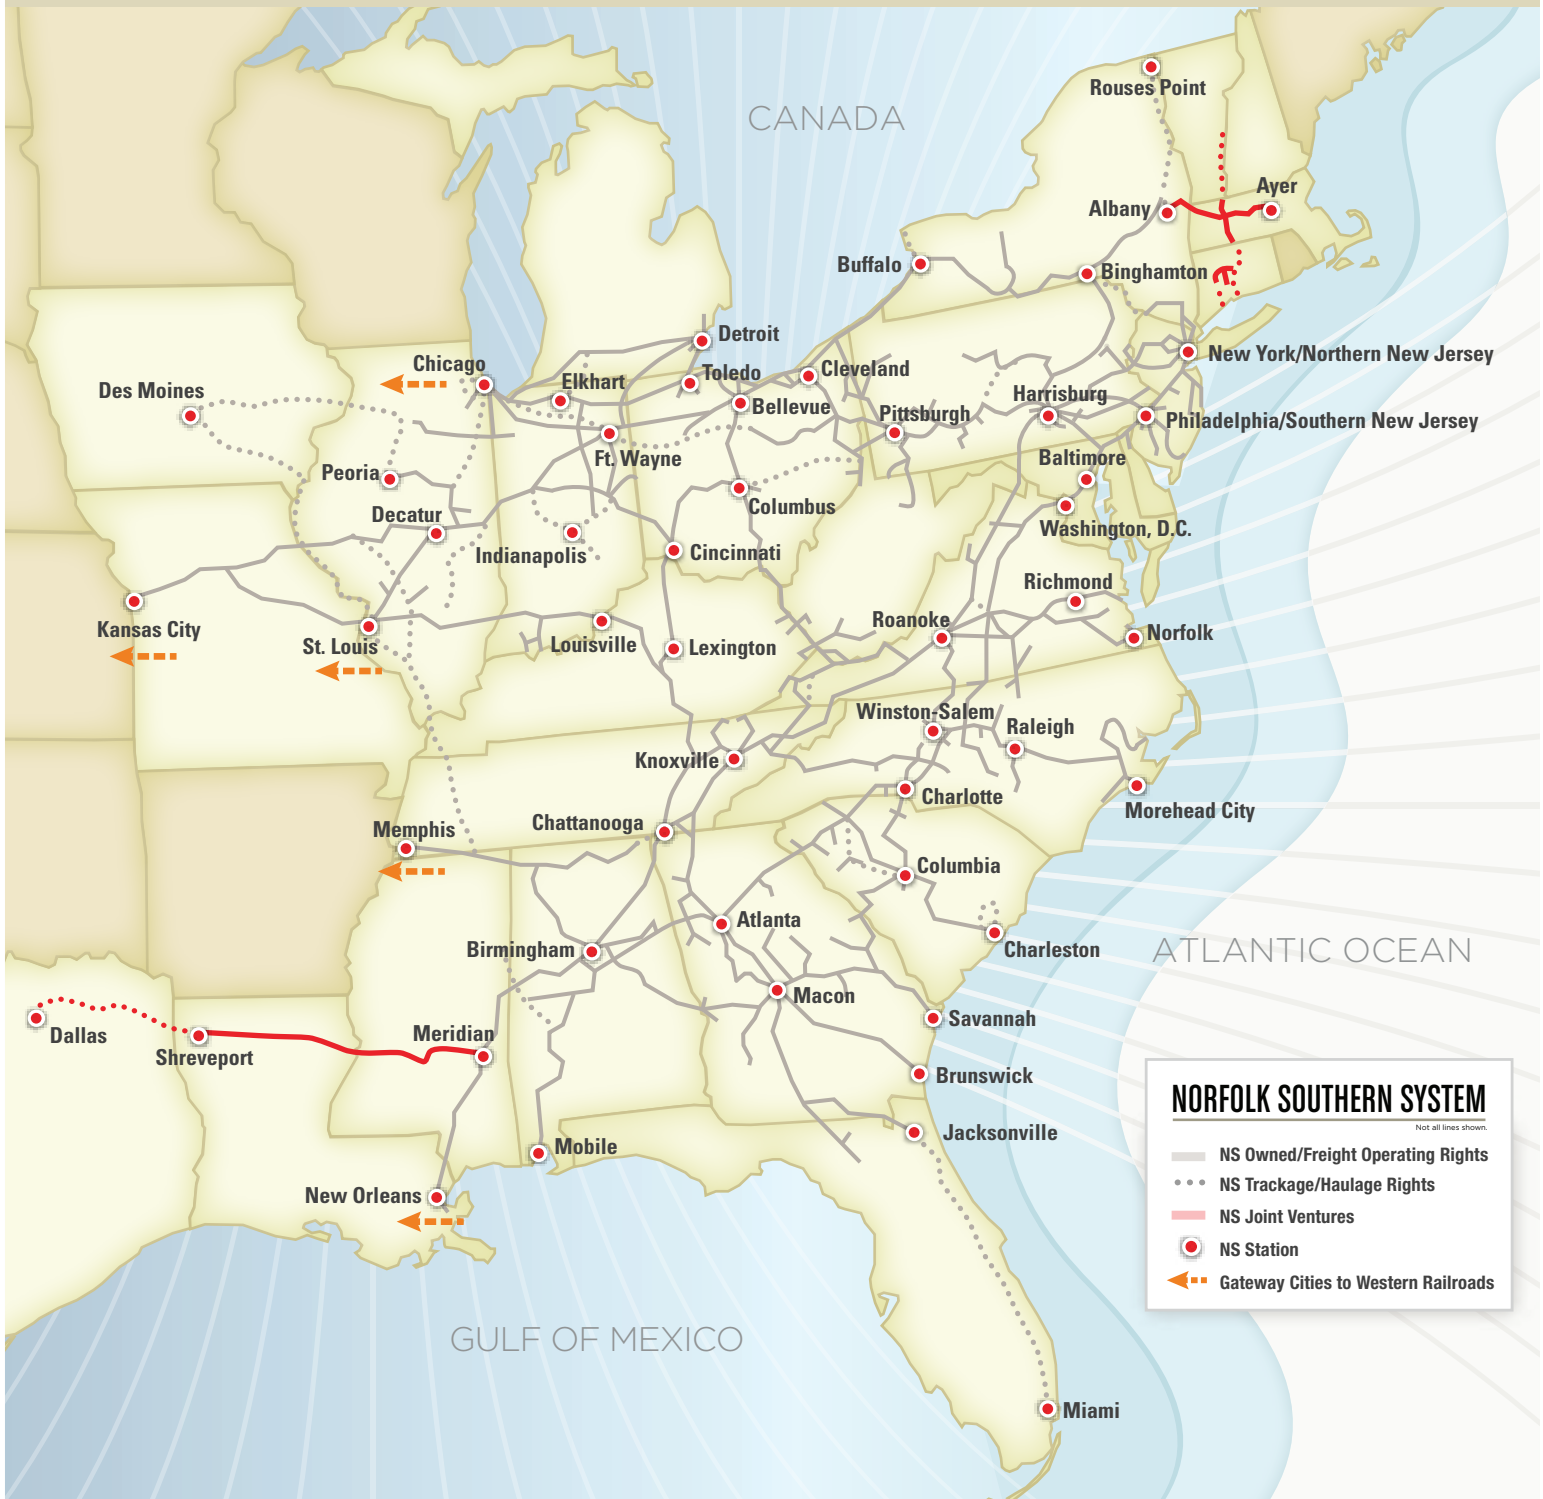 CANADA
Rouses Point
Ayer
Albany
Buffalo
Binghamton
Detroit
New York/Northern New Jersey
Chicago
Toledo
Cleveland
Elkhart
Des Moines
Bellevue
Harrisburg
Pittsburgh
Philadelphia/Southern New Jersey
Ft. Wayne
Baltimore
Peoria
Columbus
Decatur
Washington, D.C.
Indianapolis
Cincinnati
Richmond
Kansas City
Roanoke
Norfolk
St. Louis
Louisville
Lexington
Winston-Salem
Raleigh
Knoxville
Charlotte
Morehead City
Memphis
Chattanooga
Columbia
Atlanta
Birmingham
Charleston
ATLANTIC OCEAN
Macon
Savannah
Dallas
Meridian
Shreveport
Brunswick
Jacksonville
Mobile
New Orleans
GULF OF MEXICO
Miami
NORFOLK SOUTHERN SYSTEM
Not all lines shown.
NS Owned/Freight Operating Rights
NS Trackage/Haulage Rights
NS Joint Ventures
NS Station
Gateway Cities to Western Railroads